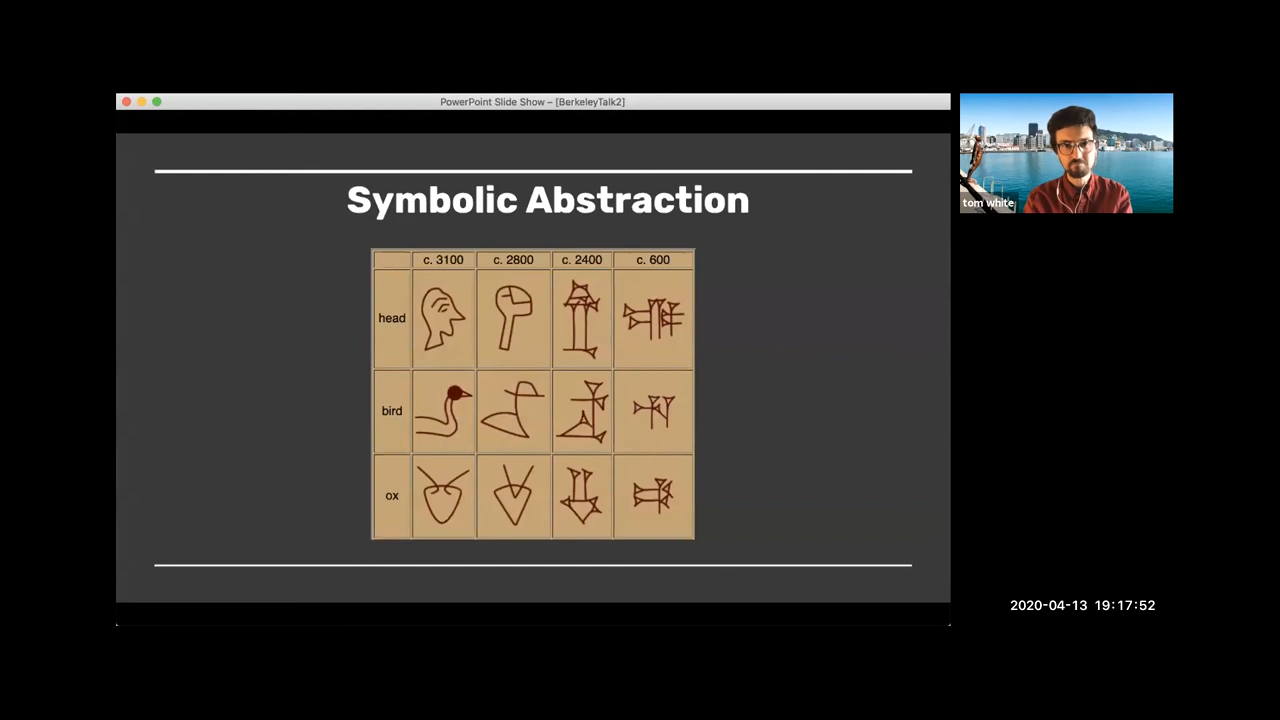 PowerPoint Slide Show – [BerkeleyTalk2]
Symbolic Abstraction
c. 3100 c. 2800 c. 2400 c. 600
head
bird
ox
tom white
2020-04-13 19:17:52